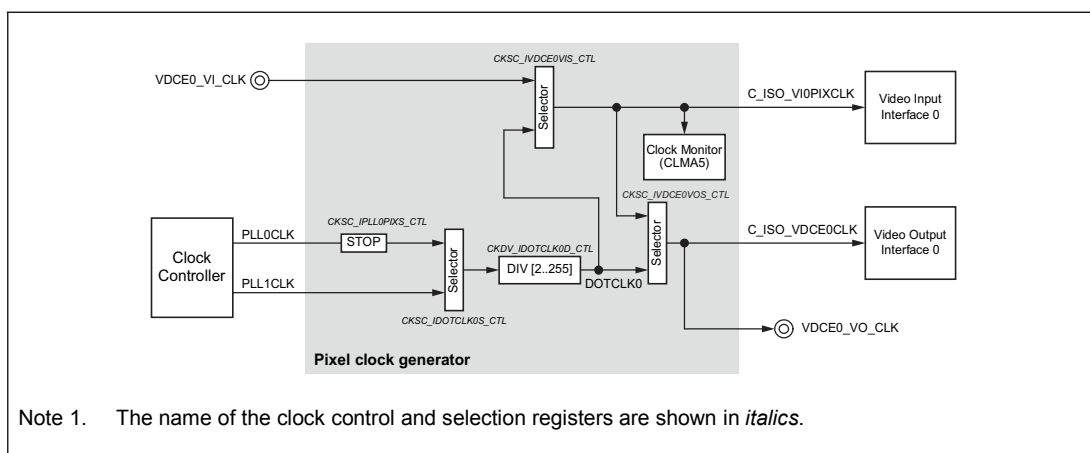 CKSC_IVDCE0VIS_CTL
VDCE0_VI_CLK
Selector
C_ISO_VI0PIXCLK
Video Input
Interface 0
Clock Monitor
(CLMA5)
CKSC_IVDCE0VOS_CTL
CKSC_IPLL0PIXS_CTL
PLL0CLK
STOP
Clock
Controller
PLL1CLK
Selector
CKSC_IDOTCLK0S_CTL
CKDV_IDOTCLK0D_CTL
DIV [2..255]
DOTCLK0
Selector
C_ISO_VDCE0CLK
Video Output
Interface 0
VDCE0_VO_CLK
Pixel clock generator
Note 1. The name of the clock control and selection registers are shown in italics.